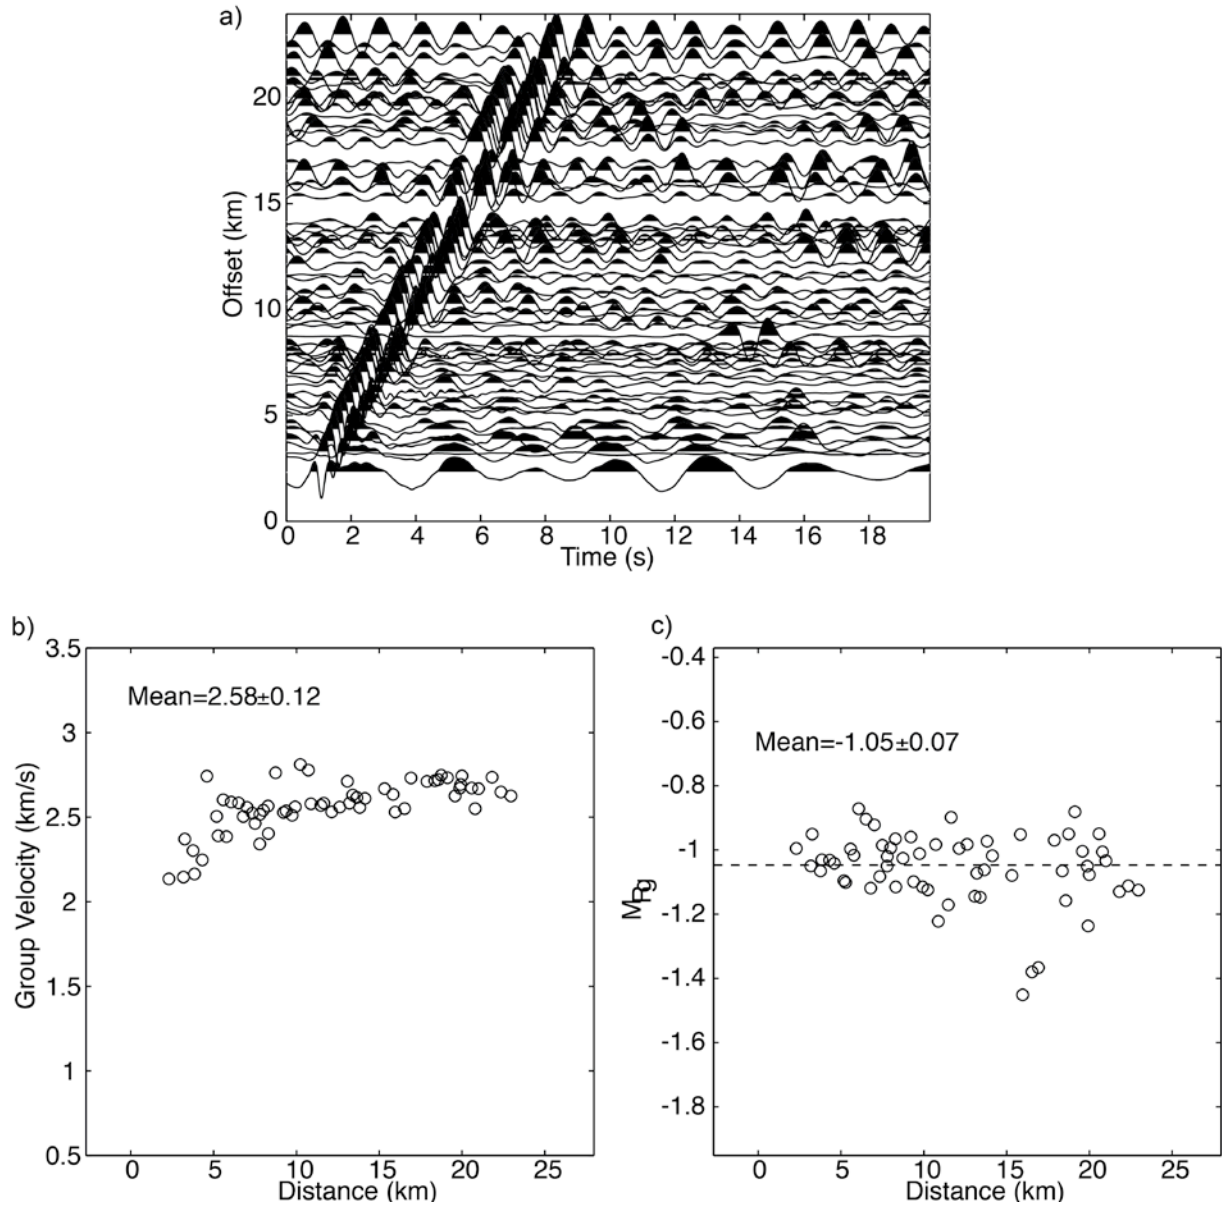 a)
20
15
10
5
0
Offset (km)
0 2 4 6 8 10 12 14 16 18
Time (s)
b)
3.5
3
2.5
2
1.5
1
0.5
Group Velocity (km/s)
Mean=2.58±0.12
0 5 10 15 20 25
Distance (km)
c)
-0.4
-0.6
-0.8
-1
-1.2
-1.4
-1.6
-1.8
MRg
Mean=-1.05±0.07
0 5 10 15 20 25
Distance (km)